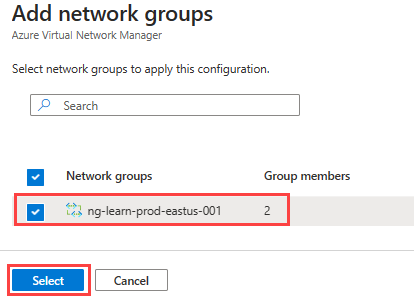 Add network groups
Azure Virtual Network Manager
Select network groups to apply this configuration.
Search
Network groups Group members
ng-learn-prod-eastus-001 2
Select Cancel